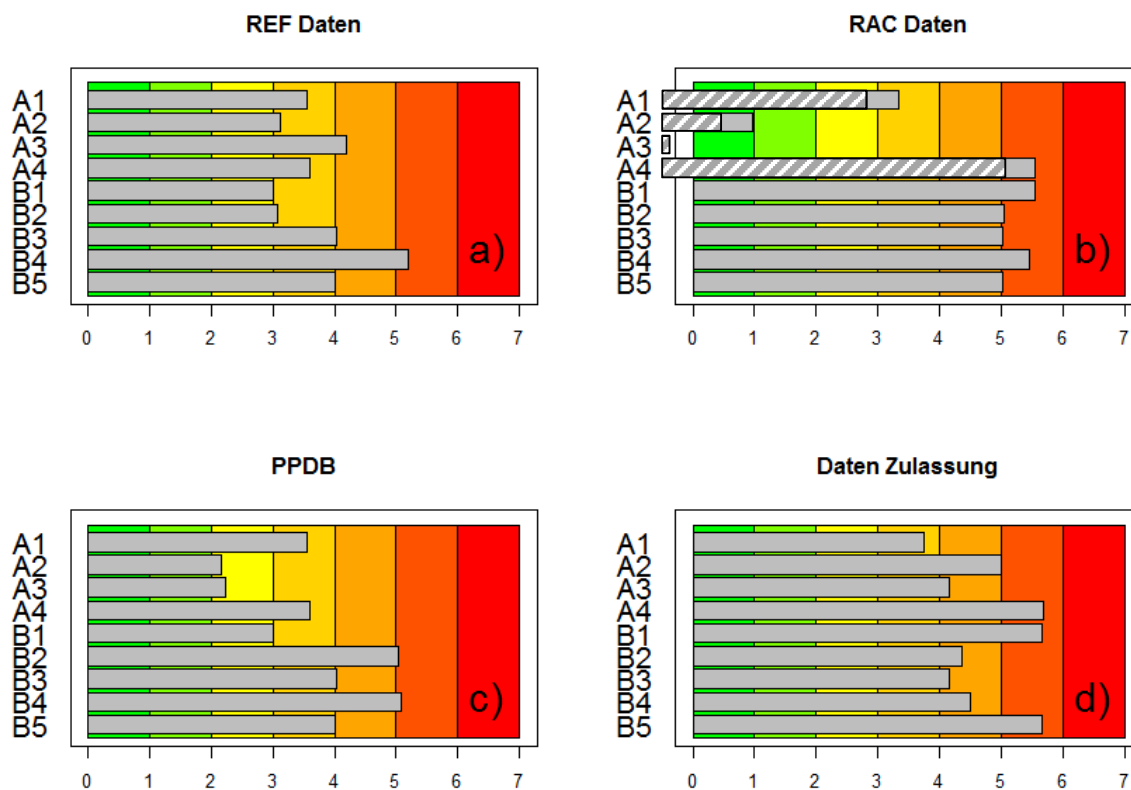 REF Daten
A1
A2
A3
A4
B1
B2
B3
B4
B5
a)
0 1 2 3 4 5 6 7
RAC Daten
A1
A2
A3
A4
B1
B2
B3
B4
B5
b)
0 1 2 3 4 5 6 7
PPDB
A1
A2
A3
A4
B1
B2
B3
B4
B5
c)
0 1 2 3 4 5 6 7
Daten Zulassung
A1
A2
A3
A4
B1
B2
B3
B4
B5
d)
0 1 2 3 4 5 6 7